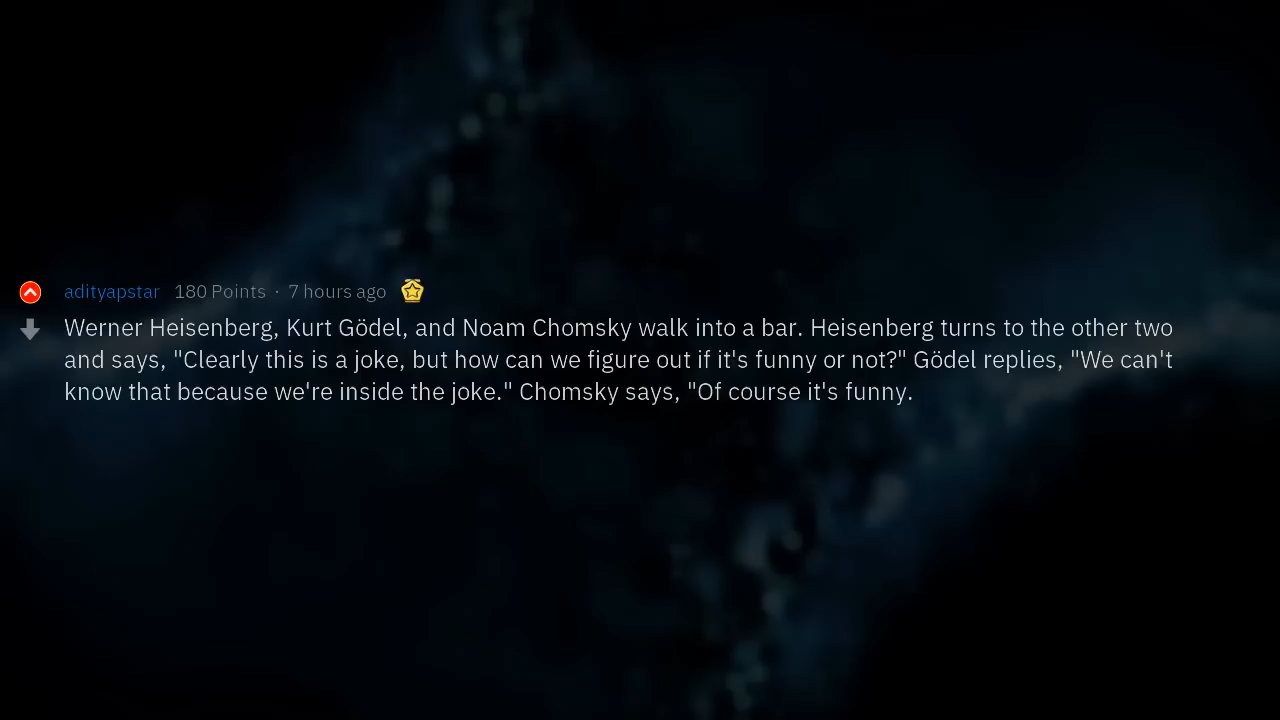 adityapstar 180 Points · 7 hours ago
Werner Heisenberg, Kurt Gödel, and Noam Chomsky walk into a bar. Heisenberg turns to the other two
and says, "Clearly this is a joke, but how can we figure out if it's funny or not?" Gödel replies, "We can't
know that because we're inside the joke." Chomsky says, "Of course it's funny.